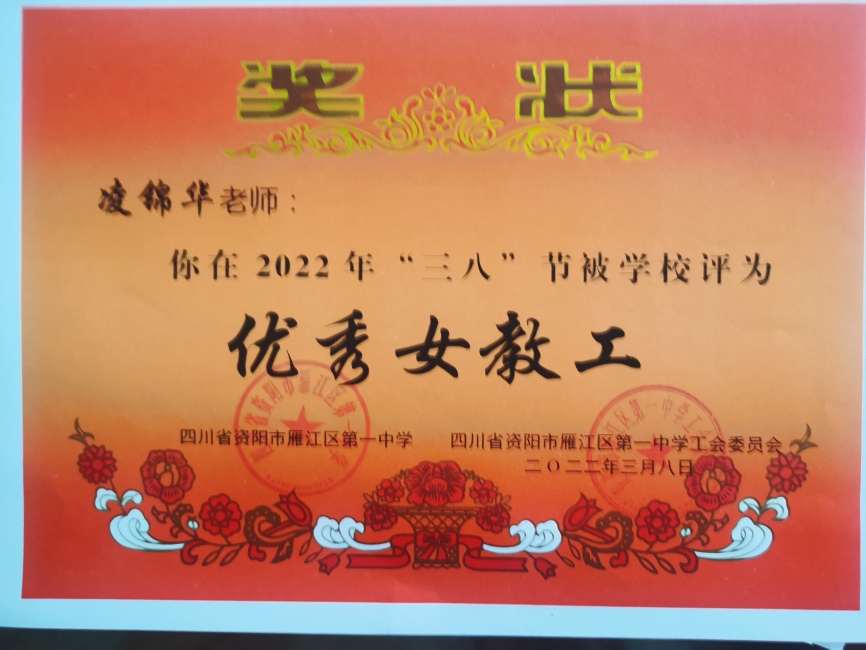 奖状
凌锦华老师：
你在2022年“三八”节被学校评为
优秀女教工
四川省资阳市雁江区第一中学 四川省资阳市雁江区第一中学工会委员会
二〇二二年三月八日